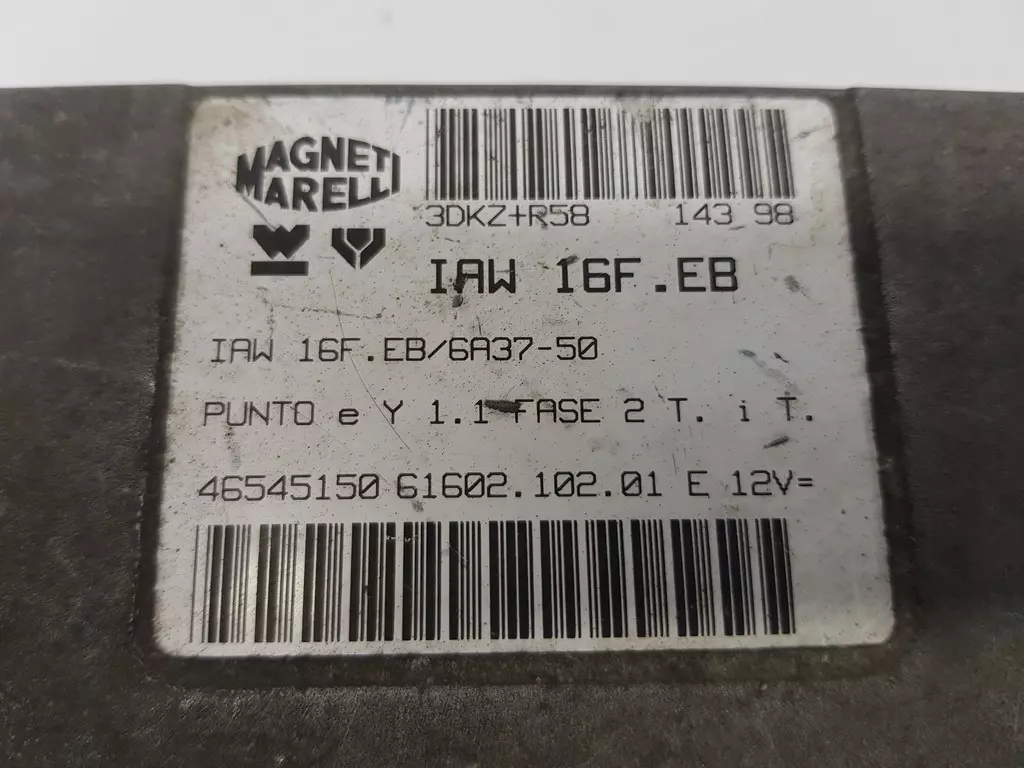 MAGNETI
MARELLI
3DKZ+R58 143 98
IAW 16F.EB
IAW 16F.EB/6A37-50
PUNTO e Y 1.1 FASE 2 T. i T.
46545150 61602.102.01 E 12V=